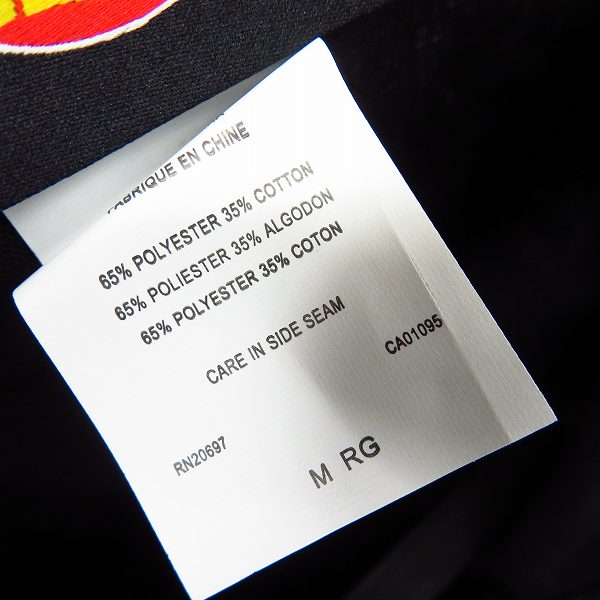 EN CHINE
65% POLYESTER 35% COTTON
65% POLIESTER 35% ALGODON
65% POLYESTER 35% COTON
CARE IN SIDE SEAM
RN20697
CA01095
M RG